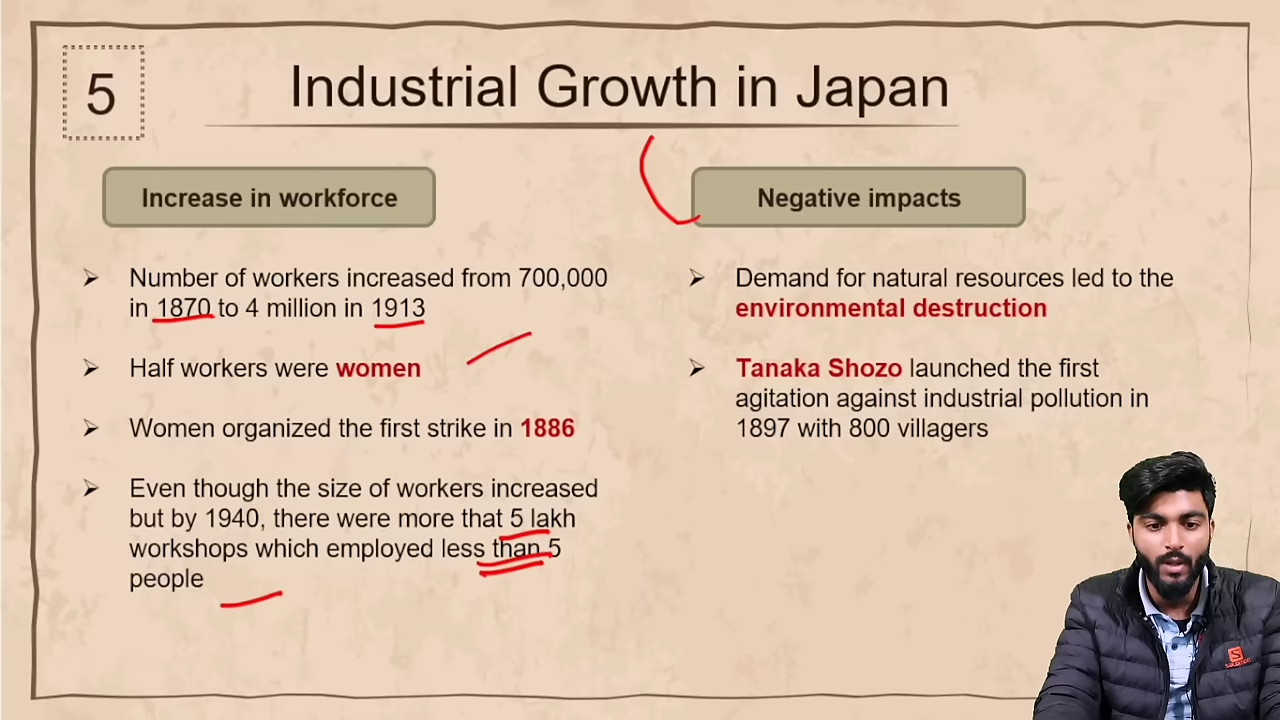 5
Industrial Growth in Japan
Increase in workforce
Number of workers increased from 700,000
in 1870 to 4 million in 1913
Half workers were women
Women organized the first strike in 1886
Even though the size of workers increased
but by 1940, there were more that 5 lakh
workshops which employed less than 5
people
Negative impacts
Demand for natural resources led to the
environmental destruction
Tanaka Shozo launched the first
agitation against industrial pollution in
1897 with 800 villagers
S
SALOMON